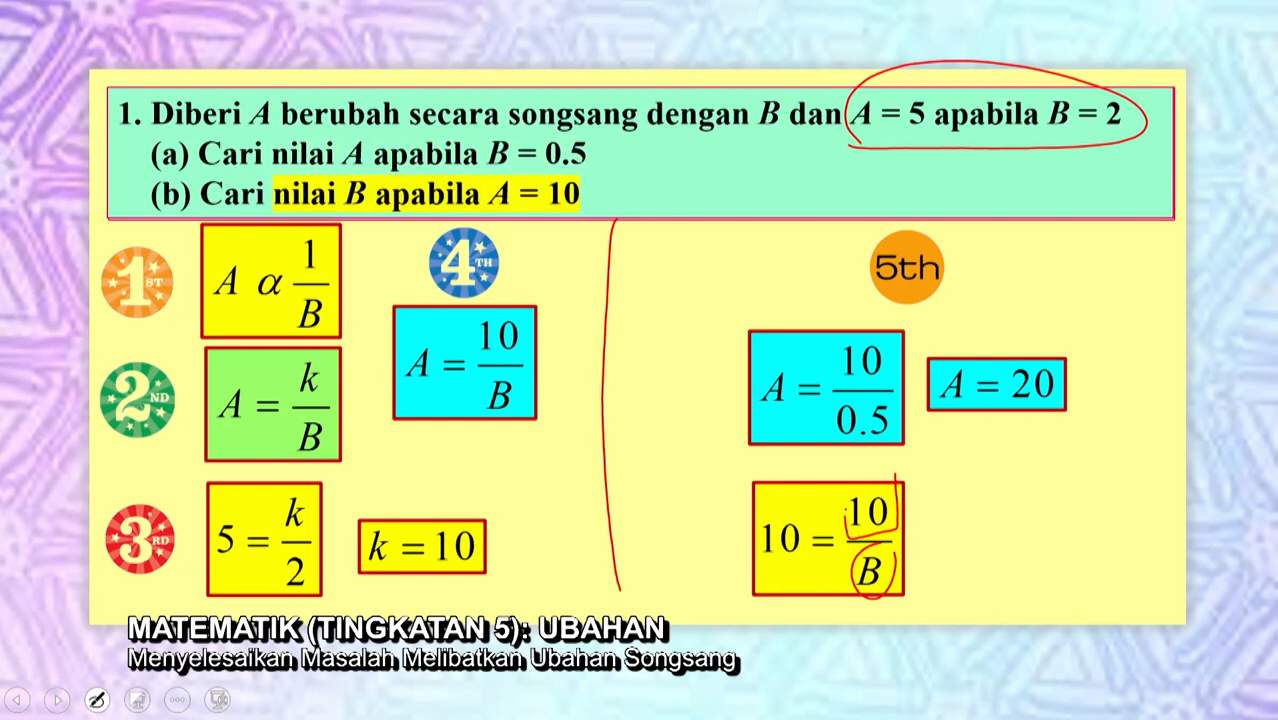 1. Diberi A berubah secara songsang dengan B dan A = 5 apabila B = 2
(a) Cari nilai A apabila B = 0.5
(b) Cari nilai B apabila A = 10
1ST
A α 1/B
2ND
A = k/B
3RD
5 = k/2
k = 10
4TH
A = 10/B
5th
A = 10/0.5
A = 20
10 = 10/B
MATEMATIK (TINGKATAN 5): UBAHAN
Menyelesaikan Masalah Melibatkan Ubahan Songsang